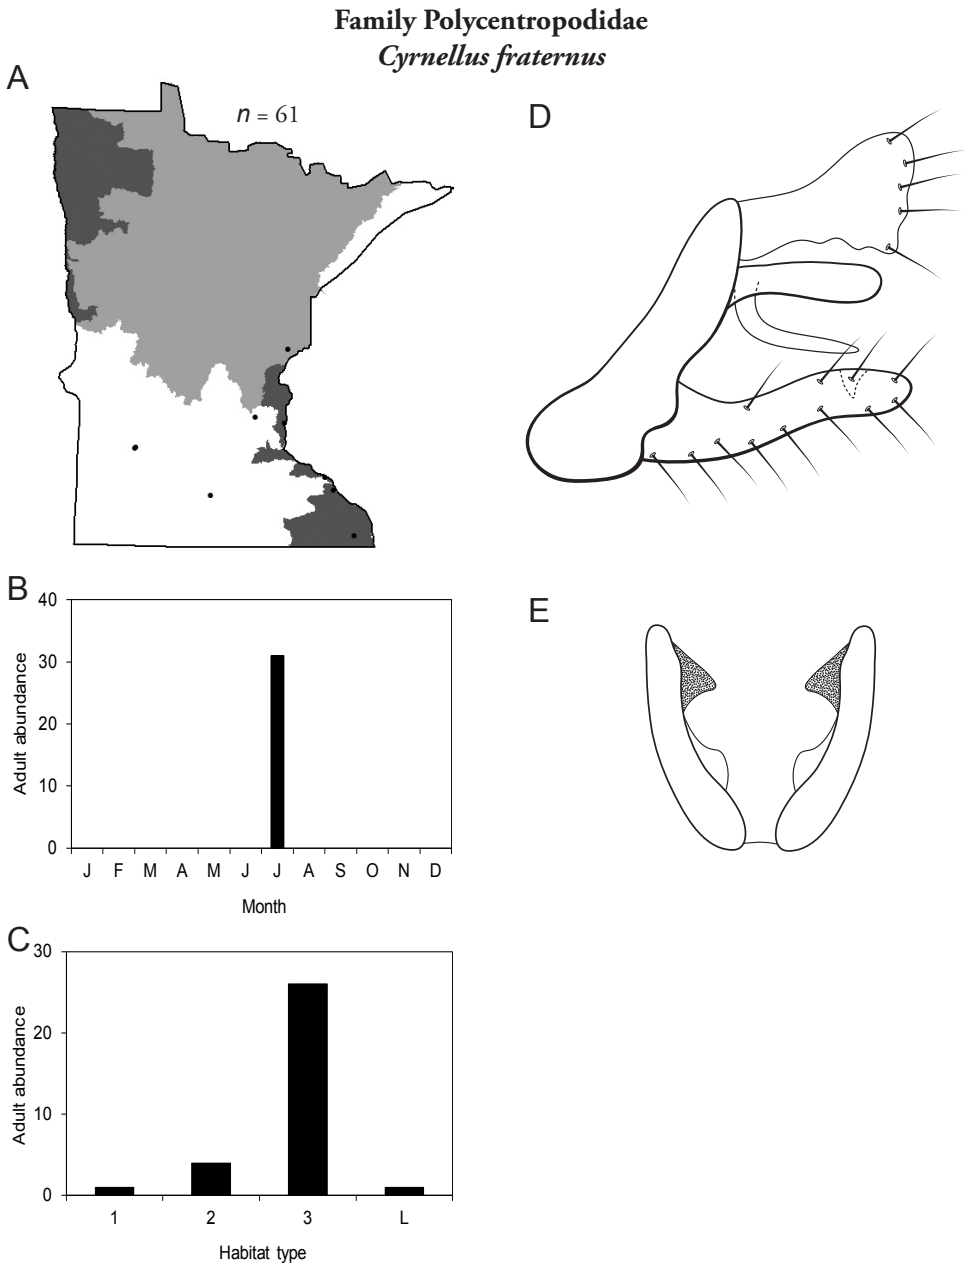 Family Polycentropodidae
Cyrnellus fraternus
A
n = 61
D
B
40
30
20
10
0
Adult abundance
J F M A M J J A S O N D
Month
E
C
30
20
10
0
Adult abundance
1 2 3 L
Habitat type